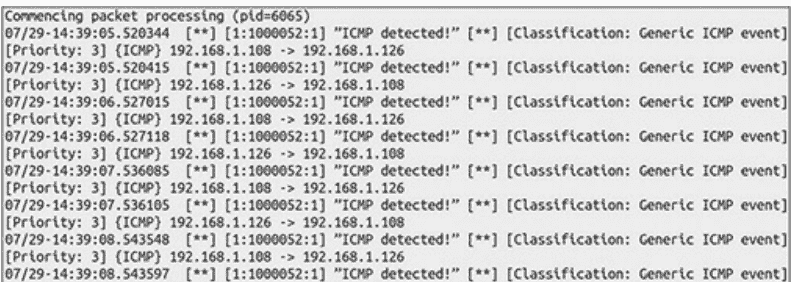 Commencing packet processing (pid=6065)
07/29-14:39:05.520344  [**] [1:1000052:1] "ICMP detected!" [**] [Classification: Generic ICMP event]
[Priority: 3] {ICMP} 192.168.1.108 -> 192.168.1.126
07/29-14:39:05.520415  [**] [1:1000052:1] "ICMP detected!" [**] [Classification: Generic ICMP event]
[Priority: 3] {ICMP} 192.168.1.126 -> 192.168.1.108
07/29-14:39:06.527015  [**] [1:1000052:1] "ICMP detected!" [**] [Classification: Generic ICMP event]
[Priority: 3] {ICMP} 192.168.1.108 -> 192.168.1.126
07/29-14:39:06.527118  [**] [1:1000052:1] "ICMP detected!" [**] [Classification: Generic ICMP event]
[Priority: 3] {ICMP} 192.168.1.126 -> 192.168.1.108
07/29-14:39:07.536085  [**] [1:1000052:1] "ICMP detected!" [**] [Classification: Generic ICMP event]
[Priority: 3] {ICMP} 192.168.1.108 -> 192.168.1.126
07/29-14:39:07.536105  [**] [1:1000052:1] "ICMP detected!" [**] [Classification: Generic ICMP event]
[Priority: 3] {ICMP} 192.168.1.126 -> 192.168.1.108
07/29-14:39:08.543548  [**] [1:1000052:1] "ICMP detected!" [**] [Classification: Generic ICMP event]
[Priority: 3] {ICMP} 192.168.1.108 -> 192.168.1.126
07/29-14:39:08.543597  [**] [1:1000052:1] "ICMP detected!" [**] [Classification: Generic ICMP event]